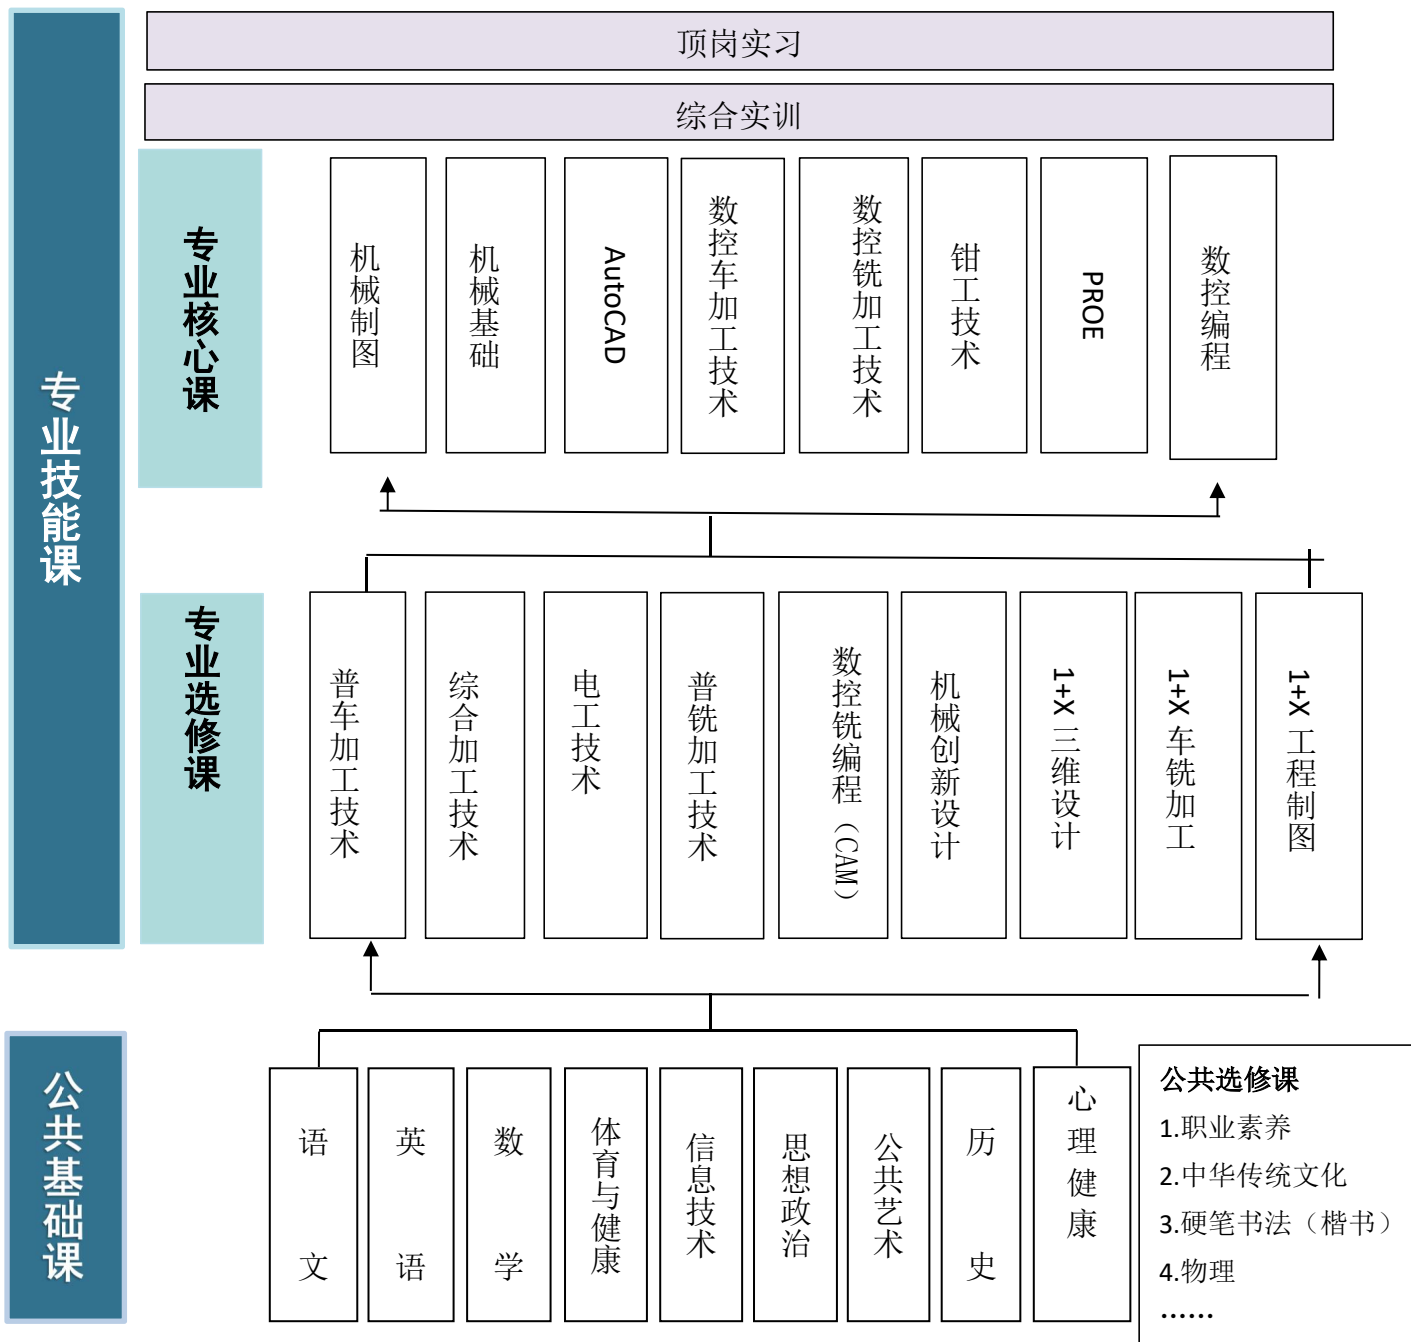 顶岗实习
综合实训
专业技能课
专业核心课
机械制图
机械基础
AutoCAD
数控车加工技术
数控铣加工技术
钳工技术
PROE
数控编程
专业选修课
普车加工技术
综合加工技术
电工技术
普铣加工技术
数控铣编程（CAM）
机械创新设计
1+X 三维设计
1+X 车铣加工
1+X 工程制图
公共基础课
语文
英语
数学
体育与健康
信息技术
思想政治
公共艺术
历史
心理健康
公共选修课
1.职业素养
2.中华传统文化
3.硬笔书法（楷书）
4.物理
……